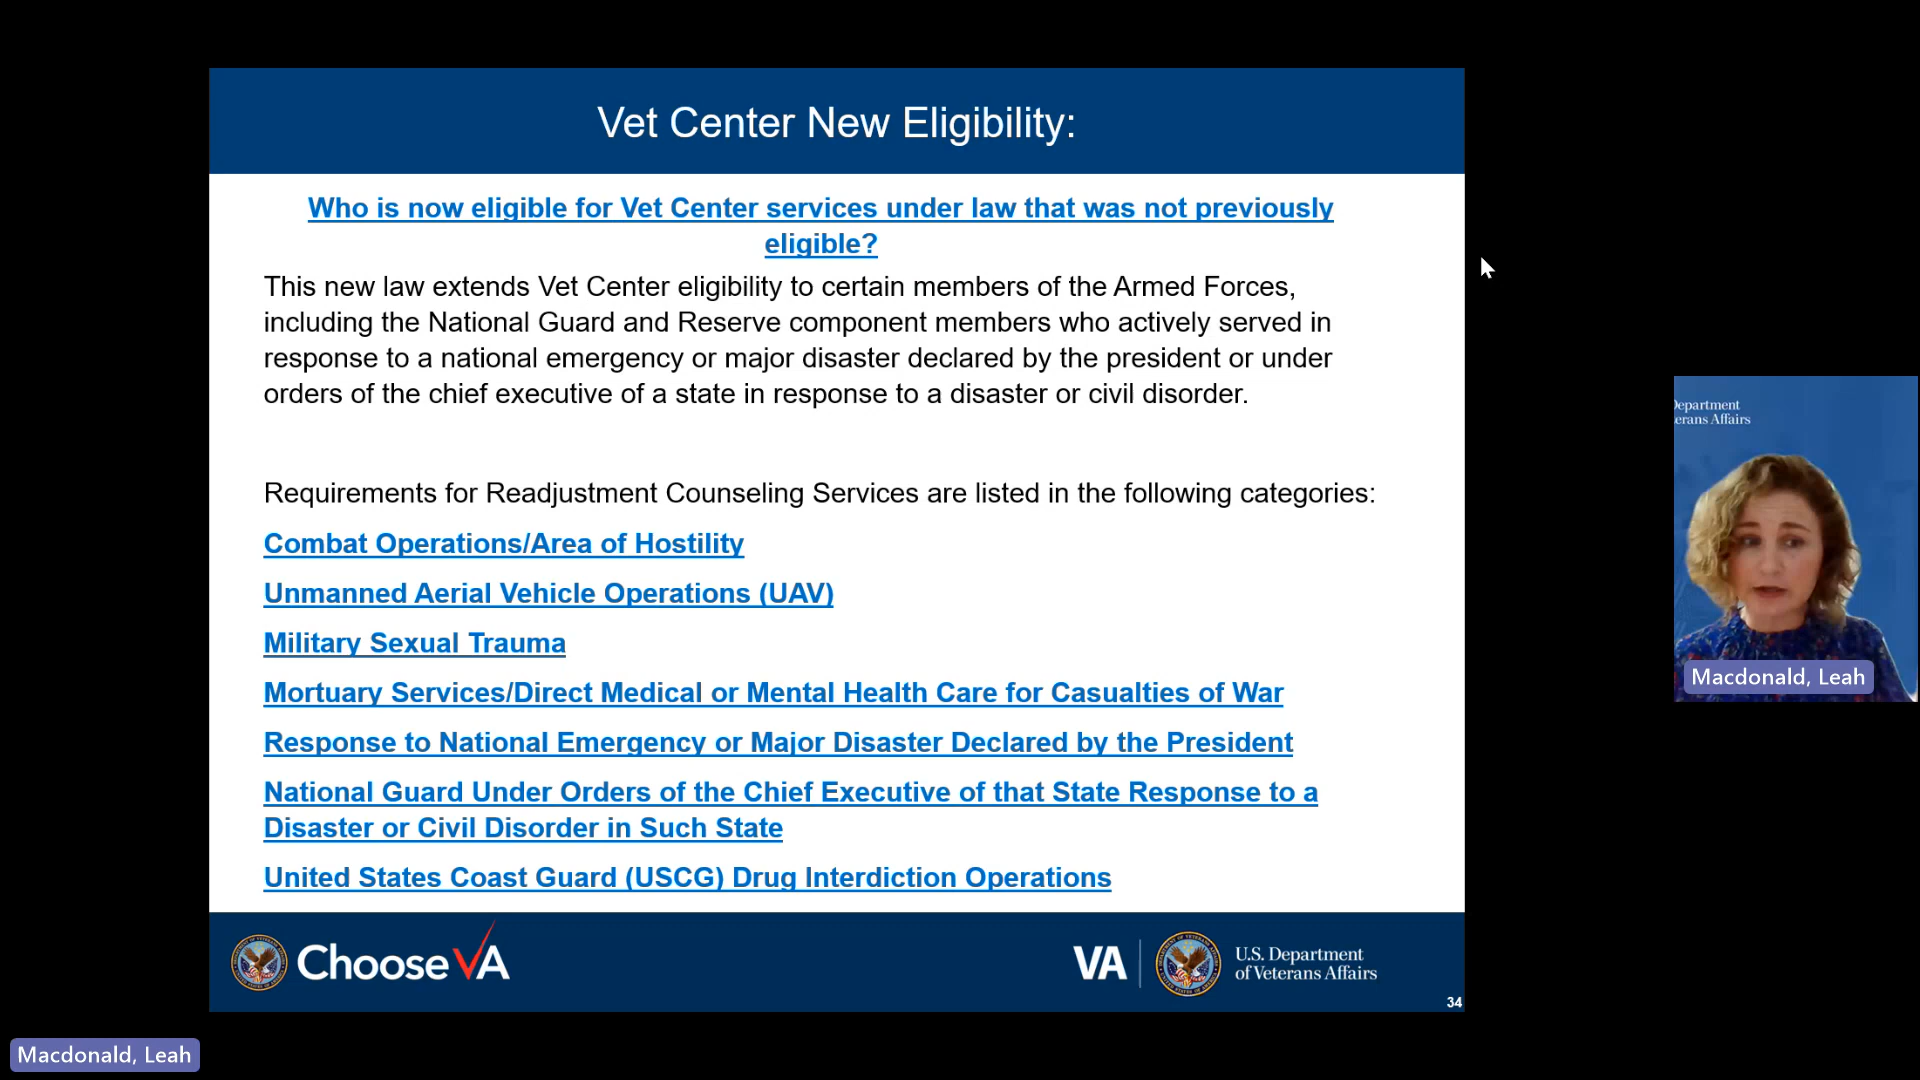 Vet Center New Eligibility:
Who is now eligible for Vet Center services under law that was not previously
eligible?
This new law extends Vet Center eligibility to certain members of the Armed Forces,
including the National Guard and Reserve component members who actively served in
response to a national emergency or major disaster declared by the president or under
orders of the chief executive of a state in response to a disaster or civil disorder.
Requirements for Readjustment Counseling Services are listed in the following categories:
Combat Operations/Area of Hostility
Unmanned Aerial Vehicle Operations (UAV)
Military Sexual Trauma
Mortuary Services/Direct Medical or Mental Health Care for Casualties of War
Response to National Emergency or Major Disaster Declared by the President
National Guard Under Orders of the Chief Executive of that State Response to a
Disaster or Civil Disorder in Such State
United States Coast Guard (USCG) Drug Interdiction Operations
Choose VA
VA
U.S. Department
of Veterans Affairs
34
epartment
erans Affairs
Macdonald, Leah
Macdonald, Leah